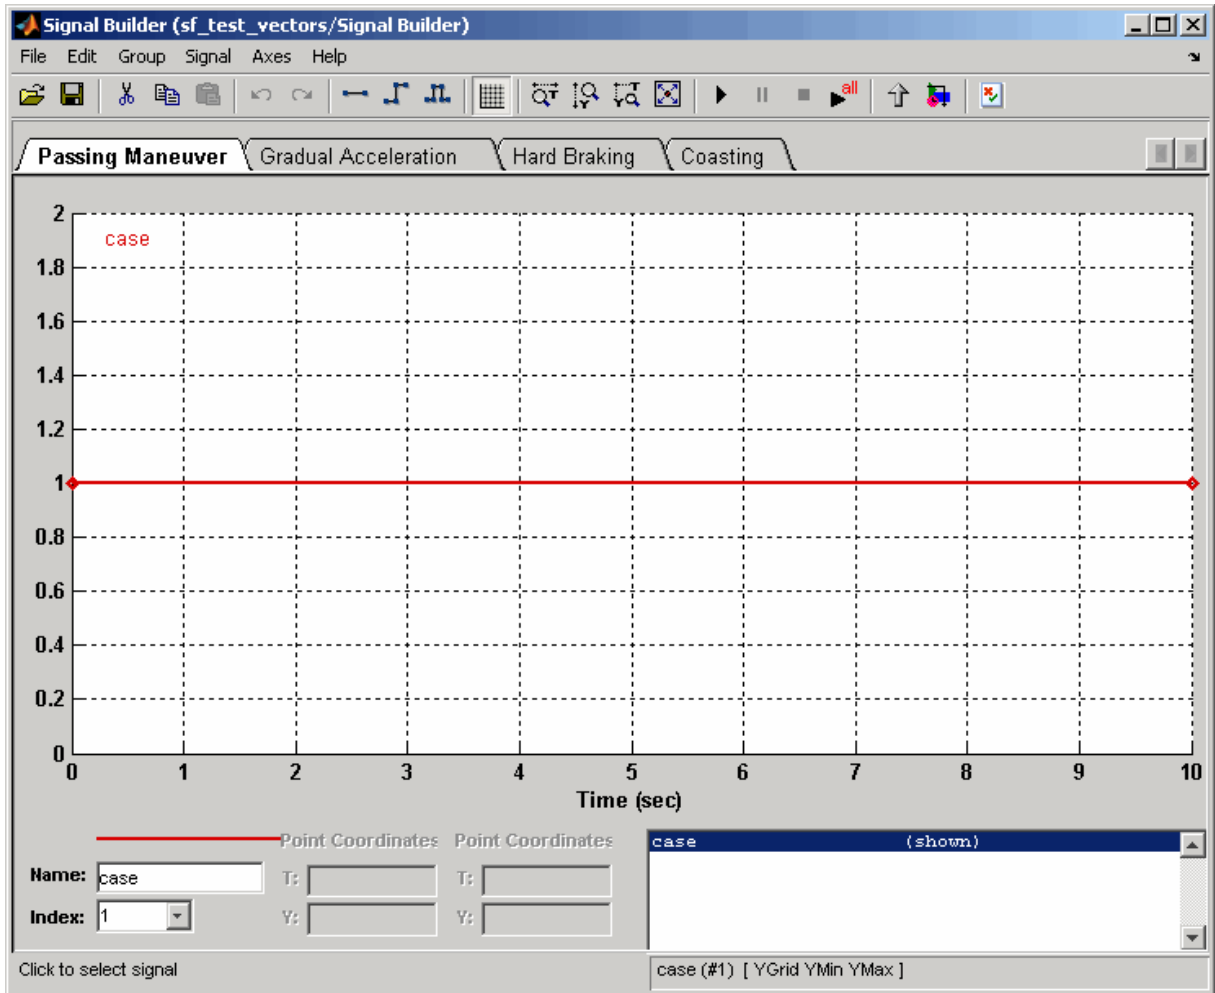 Signal Builder (sf_test_vectors/Signal Builder)
File Edit Group Signal Axes Help
all
Passing Maneuver Gradual Acceleration Hard Braking Coasting
case
2
1.8
1.6
1.4
1.2
1
0.8
0.6
0.4
0.2
0
0 1 2 3 4 5 6 7 8 9 10
Time (sec)
Point Coordinates Point Coordinates
case (shown)
Name: case T: T:
Index: 1 Y: Y:
Click to select signal
case (#1) [ YGrid YMin YMax ]